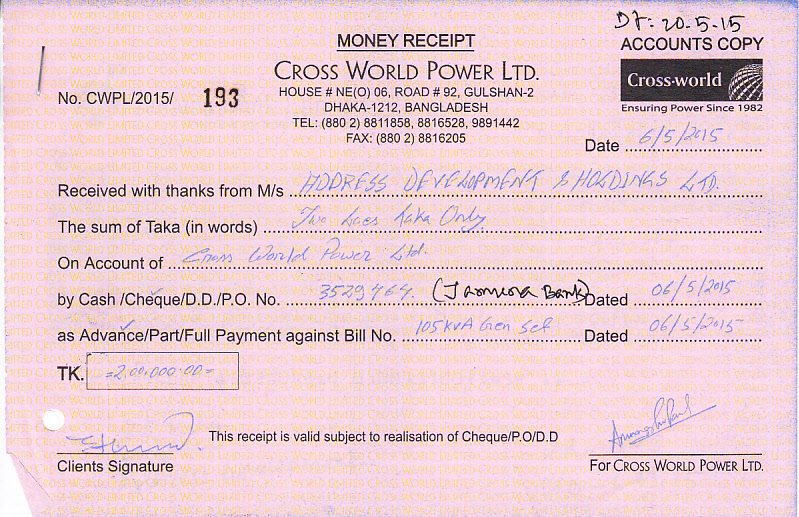 DT: 20-5-15
MONEY RECEIPT
ACCOUNTS COPY
CROSS WORLD POWER LTD.
HOUSE # NE(O) 06, ROAD # 92, GULSHAN-2
DHAKA-1212, BANGLADESH
TEL: (880 2) 8811858, 8816528, 9891442
FAX: (880 2) 8816205
Cross-world
Ensuring Power Since 1982
No. CWPL/2015/ 193
Date 6/5/2015
Received with thanks from M/s ADDRESS DEVELOPMENT & HOLDINGS LTD.
The sum of Taka (in words) Two Lacs Taka Only
On Account of Cross World Power Ltd.
by Cash /Cheque/D.D./P.O. No. 3529464. (Jamuna Bank) Dated 06/5/2015
as Advance/Part/Full Payment against Bill No. 105 KVA Gen Set Dated 06/5/2015
TK. =2,00,000.00=
This receipt is valid subject to realisation of Cheque/P.O/D.D
Clients Signature
For CROSS WORLD POWER LTD.